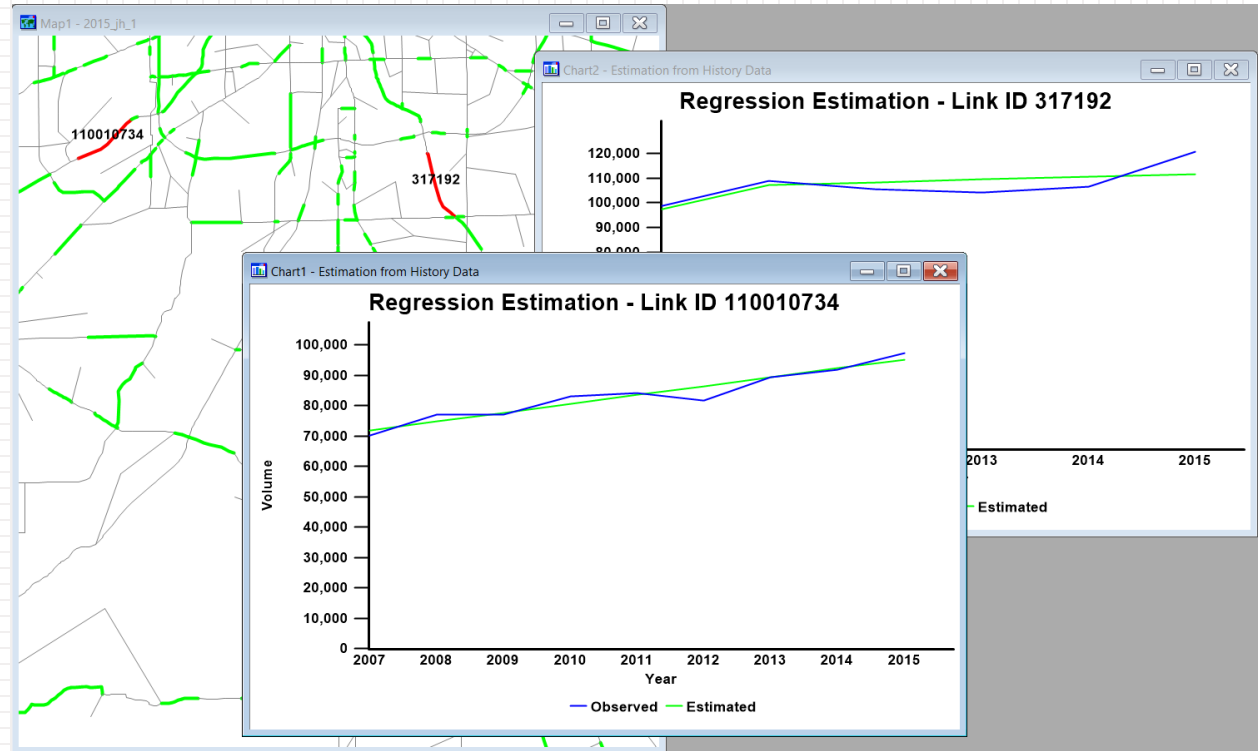 Map1 - 2015_jh_1
110010734
317192
Chart2 - Estimation from History Data
Regression Estimation - Link ID 317192
120,000
110,000
100,000
90,000
80,000
2013 2014 2015
Estimated
Chart1 - Estimation from History Data
Regression Estimation - Link ID 110010734
100,000
90,000
80,000
70,000
60,000
50,000
40,000
30,000
20,000
10,000
0
Volume
2007 2008 2009 2010 2011 2012 2013 2014 2015
Year
Observed Estimated